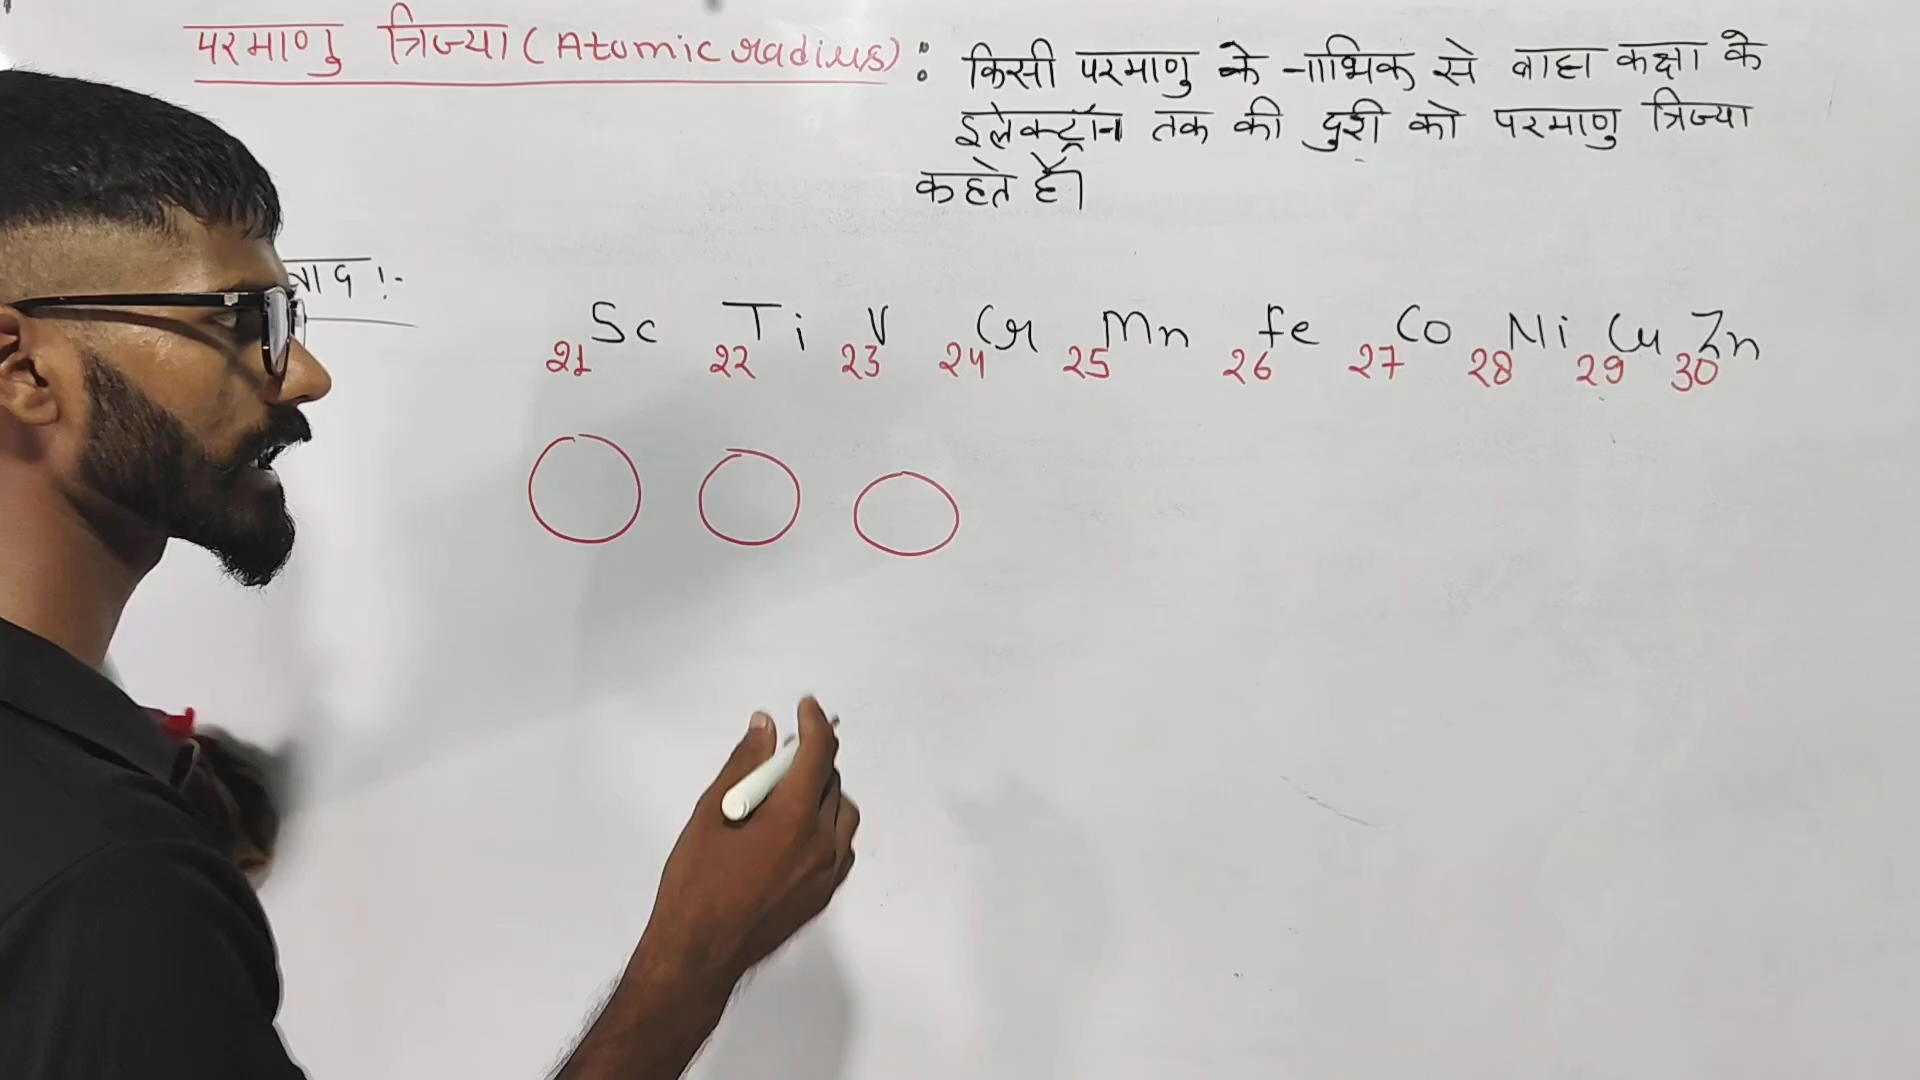 परमाणु त्रिज्या (Atomic radius) : किसी परमाणु के नाभिक से बाह्य कक्षा के
इलेक्ट्रॉन तक की दुरी को परमाणु त्रिज्या
कहते हैं।
21Sc 22Ti 23V 24Cr 25Mn 26Fe 27Co 28Ni 29Cu 30Zn